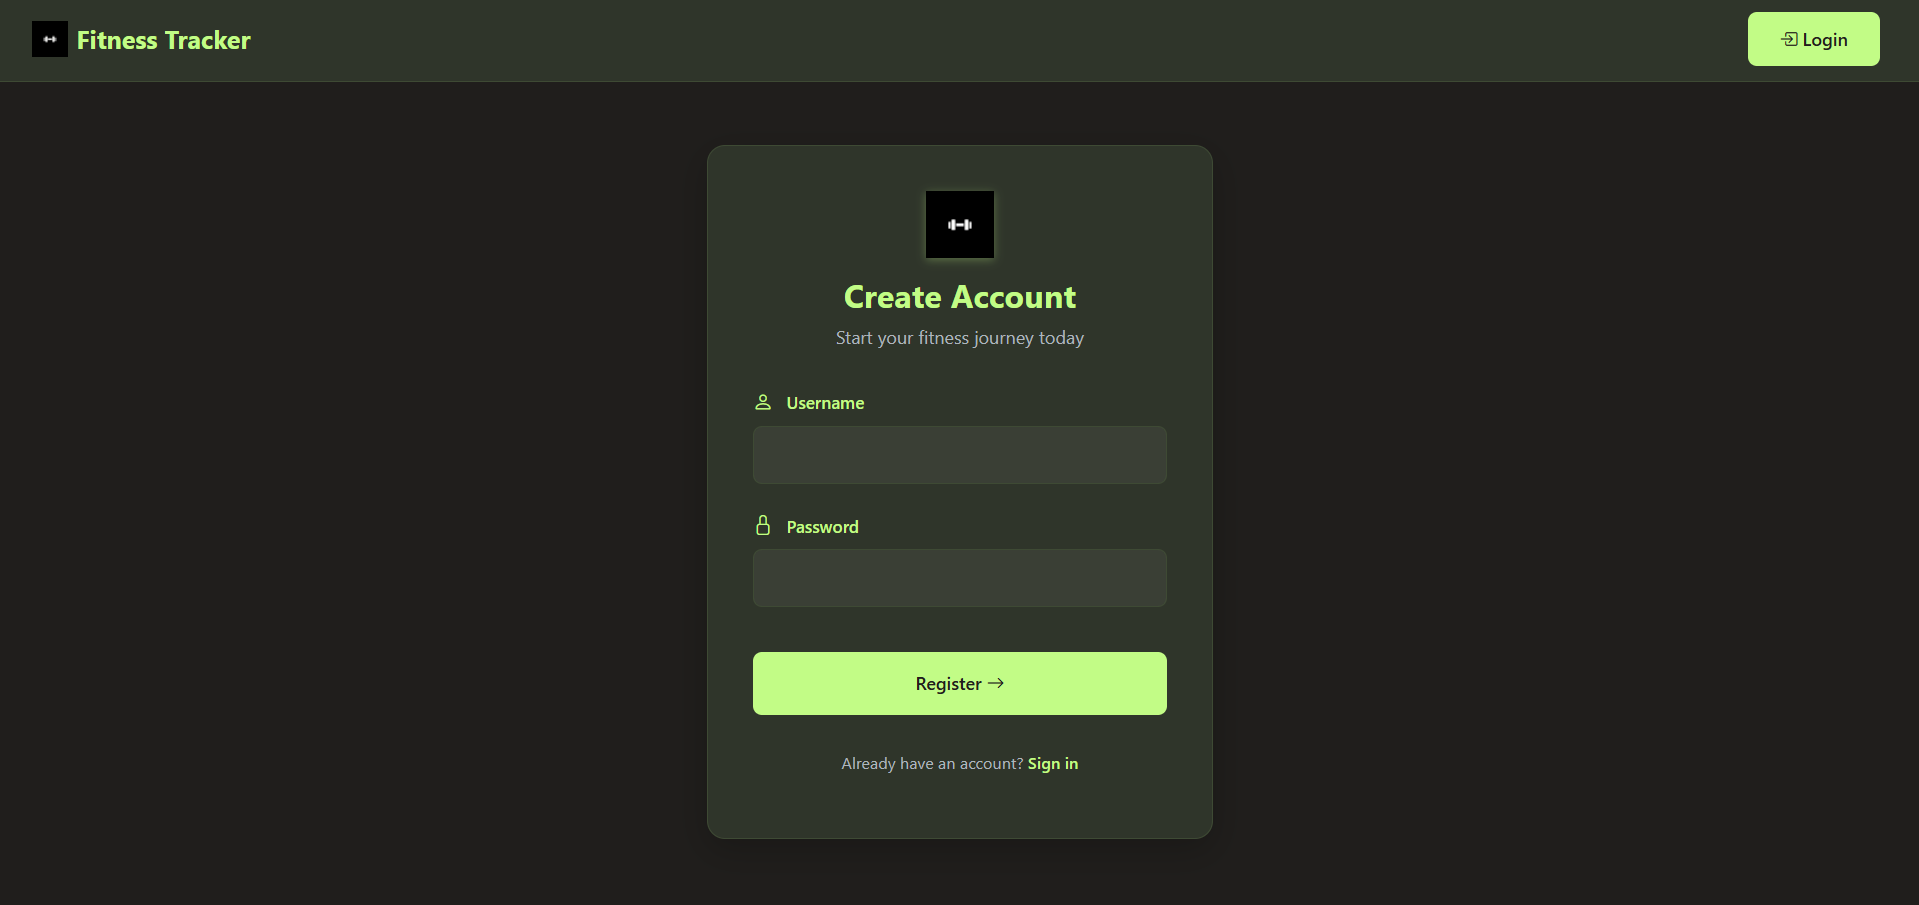 Fitness Tracker
Login
Create Account
Start your fitness journey today
Username
Password
Register →
Already have an account? Sign in